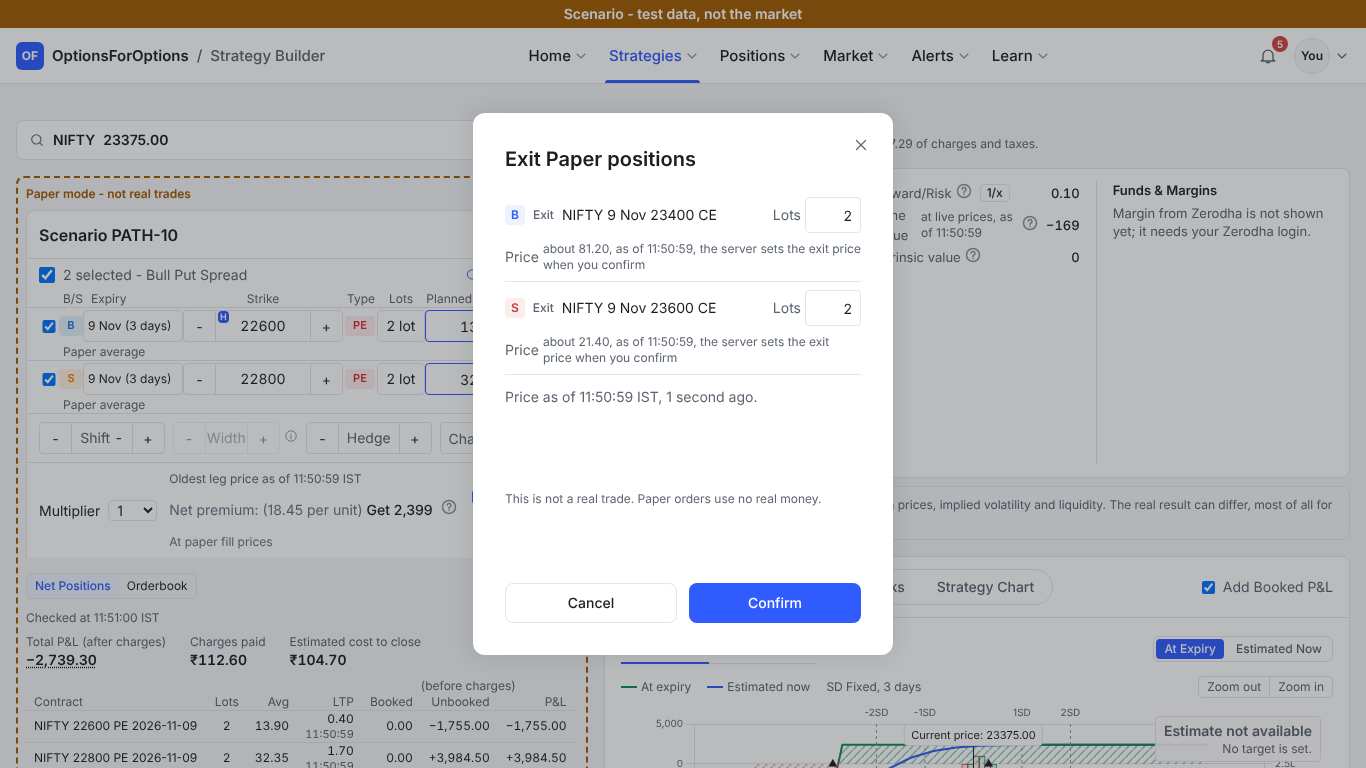 Scenario - test data, not the market
OF OptionsForOptions / Strategy Builder Home Strategies Positions Market Alerts Learn 5 You
NIFTY 23375.00
7.29 of charges and taxes.
Paper mode - not real trades
Scenario PATH-10
2 selected - Bull Put Spread
B/S Expiry Strike Type Lots Planned
B 9 Nov (3 days) - H 22600 + PE 2 lot
Paper average
S 9 Nov (3 days) - 22800 + PE 2 lot
Paper average
- Shift - + - Width + - Hedge +
Oldest leg price as of 11:50:59 IST
Multiplier 1 Net premium: (18.45 per unit) Get 2,399
At paper fill prices
Net Positions Orderbook
Checked at 11:51:00 IST
Total P&L (after charges) Charges paid Estimated cost to close
−2,739.30 ₹112.60 ₹104.70
(before charges)
Contract Lots Avg LTP Booked Unbooked P&L
NIFTY 22600 PE 2026-11-09 2 13.90 0.40 0.00 −1,755.00 −1,755.00
11:50:59
NIFTY 22800 PE 2026-11-09 2 32.35 1.70 0.00 +3,984.50 +3,984.50
11:50:59
Exit Paper positions
B Exit NIFTY 9 Nov 23400 CE Lots 2
Price about 81.20, as of 11:50:59, the server sets the exit price
when you confirm
S Exit NIFTY 9 Nov 23600 CE Lots 2
Price about 21.40, as of 11:50:59, the server sets the exit
price when you confirm
Price as of 11:50:59 IST, 1 second ago.
This is not a real trade. Paper orders use no real money.
Cancel Confirm
ward/Risk 1/x 0.10
at live prices, as
of 11:50:59 −169
rinsic value 0
Funds & Margins
Margin from Zerodha is not shown
yet; it needs your Zerodha login.
prices, implied volatility and liquidity. The real result can differ, most of all for
ks Strategy Chart Add Booked P&L
At Expiry Estimated Now
At expiry Estimated now SD Fixed, 3 days Zoom out Zoom in
-2SD -1SD 1SD 2SD
5,000
Current price: 23375.00
Estimate not available
No target is set.
0 2.5L